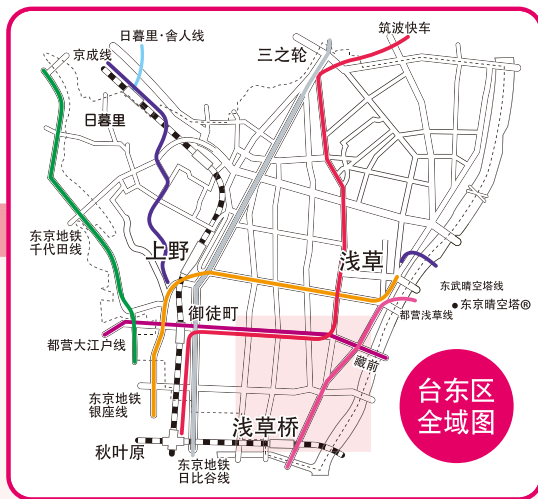 筑波快车
日暮里·舍人线
三之轮
京成线
日暮里
东京地铁
千代田线
上野
浅草
东武晴空塔线
东京晴空塔®
御徒町
都营浅草线
都营大江户线
藏前
台东区
全域图
东京地铁
银座线
浅草桥
秋叶原
东京地铁
日比谷线